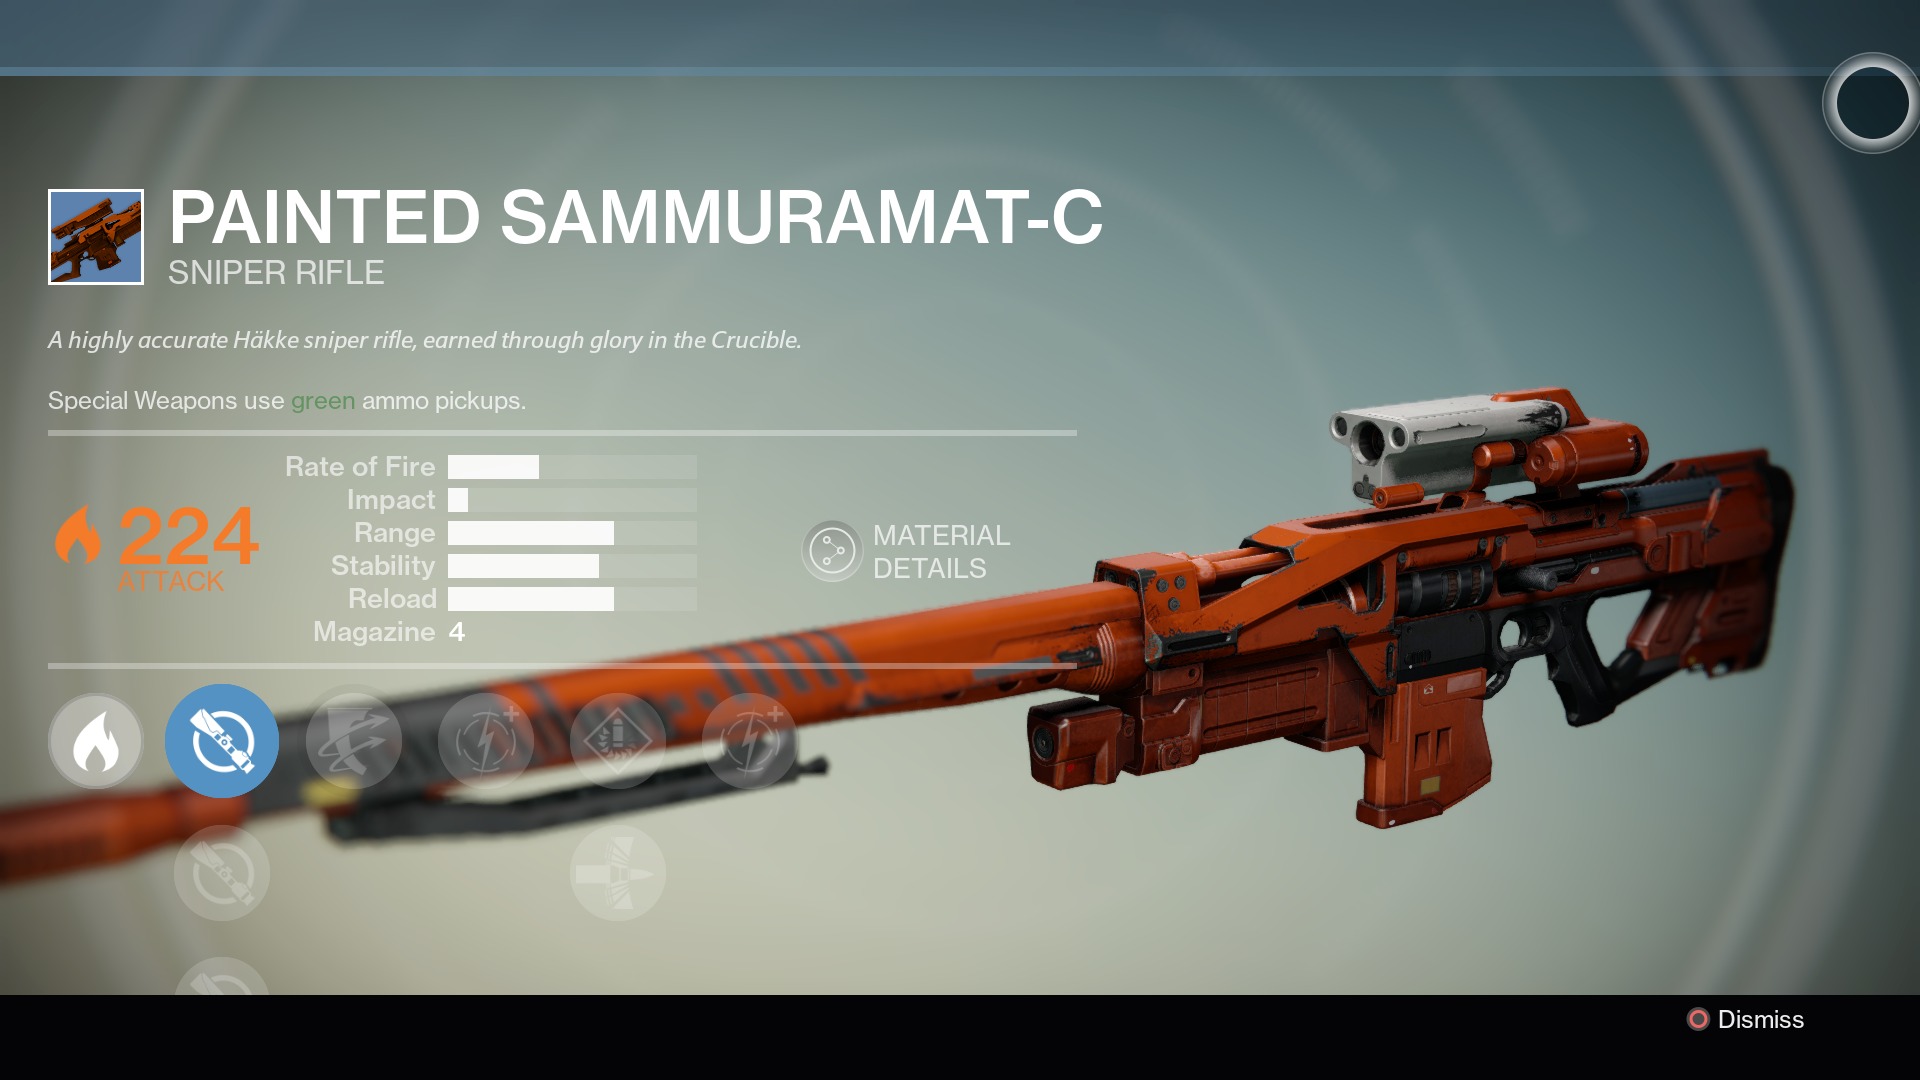 PAINTED SAMMURAMAT-C
SNIPER RIFLE
A highly accurate Häkke sniper rifle, earned through glory in the Crucible.
Special Weapons use green ammo pickups.
224
ATTACK
Rate of Fire
Impact
Range
Stability
Reload
Magazine 4
MATERIAL
DETAILS
Dismiss